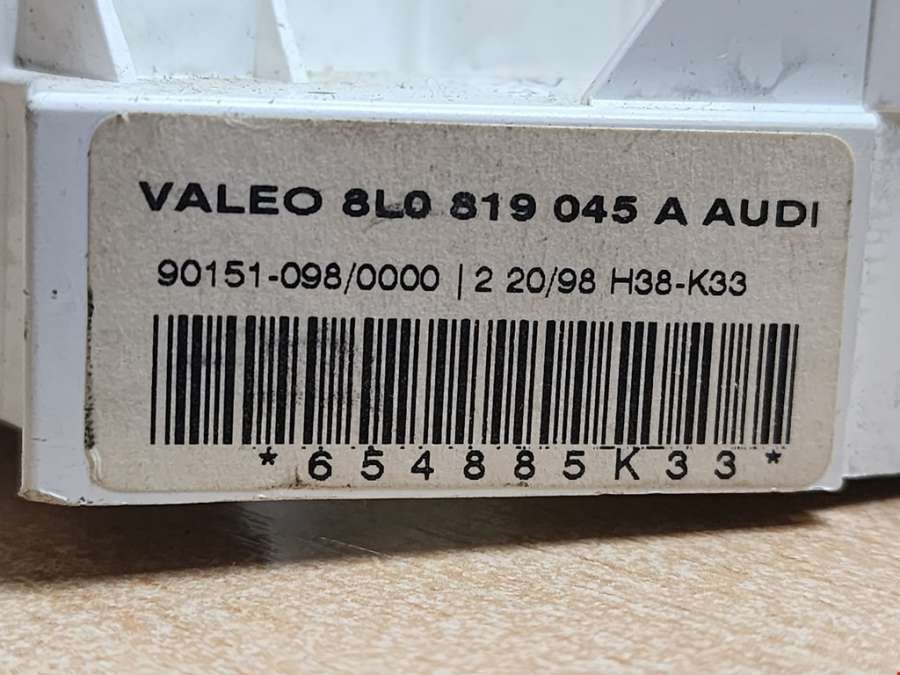 VALEO 8L0 819 045 A AUDI
90151-098/0000 | 2 20/98 H38-K33
*654885K33*